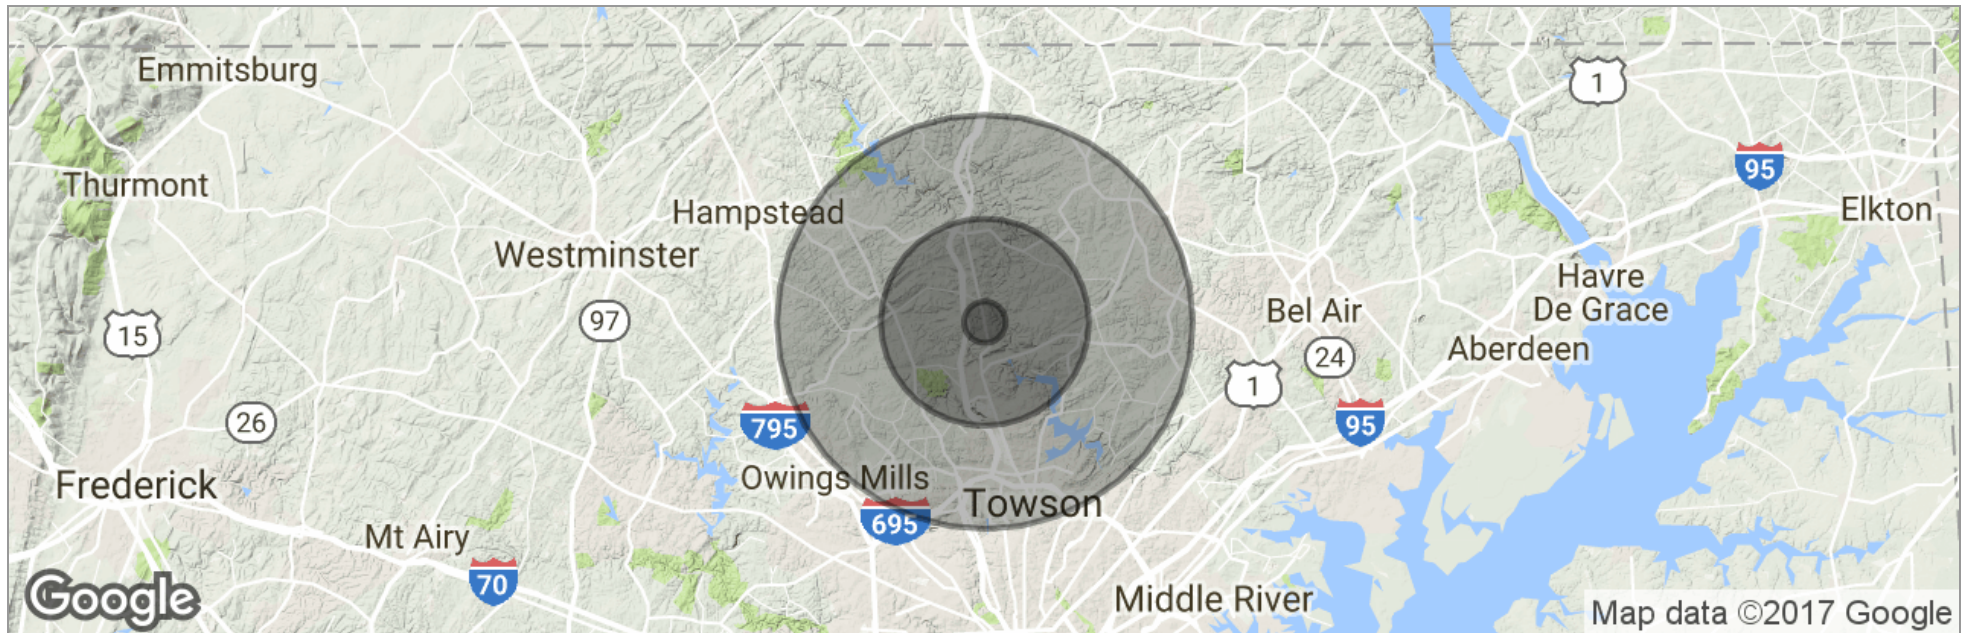 Emmitsburg
1
95
Thurmont
Hampstead
Elkton
Westminster
Havre
De Grace
97
15
Bel Air
Aberdeen
24
1
26
795
95
Owings Mills
Frederick
Towson
695
Mt Airy
70
Google
Middle River
Map data ©2017 Google